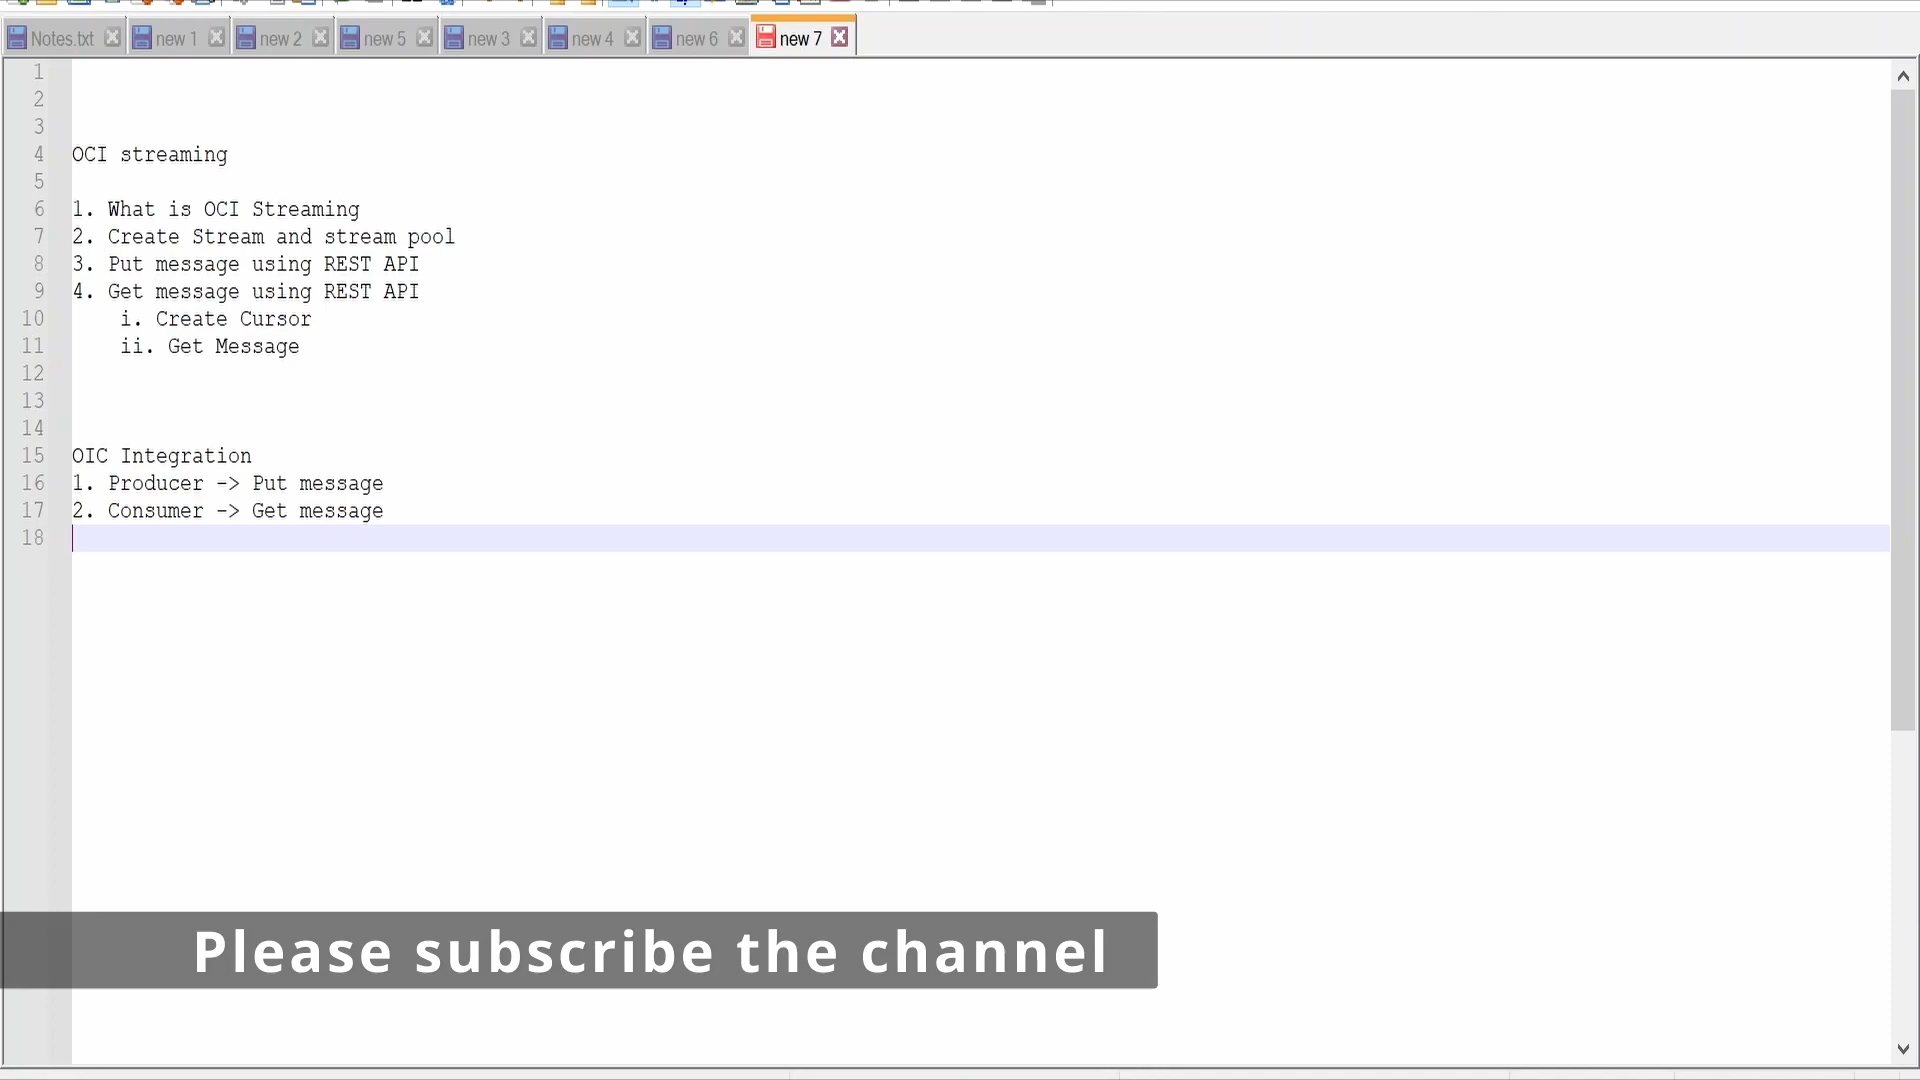 Notes.txt new 1 new 2 new 5 new 3 new 4 new 6 new 7
1
2
3
4 OCI streaming
5
6 1. What is OCI Streaming
7 2. Create Stream and stream pool
8 3. Put message using REST API
9 4. Get message using REST API
10 i. Create Cursor
11 ii. Get Message
12
13
14
15 OIC Integration
16 1. Producer -> Put message
17 2. Consumer -> Get message
18
Please subscribe the channel